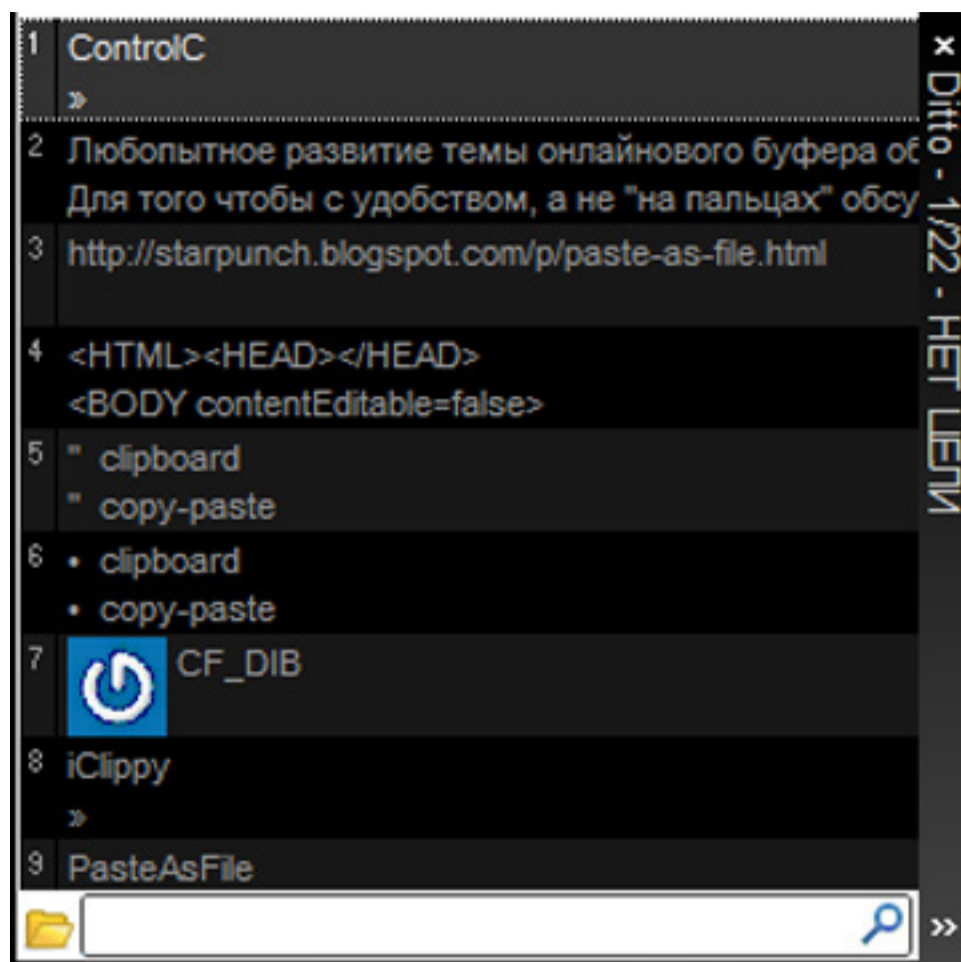 1 ControlC
»
2 Любопытное развитие темы онлайнового буфера об
Для того чтобы с удобством, а не "на пальцах" обсу
3 http://starpunch.blogspot.com/p/paste-as-file.html
4 <HTML><HEAD></HEAD>
<BODY contentEditable=false>
5 " clipboard
" copy-paste
6 • clipboard
• copy-paste
7 CF_DIB
8 iClippy
»
9 PasteAsFile
Ditto - 1/22 - НЕТ ЦЕЛИ
»